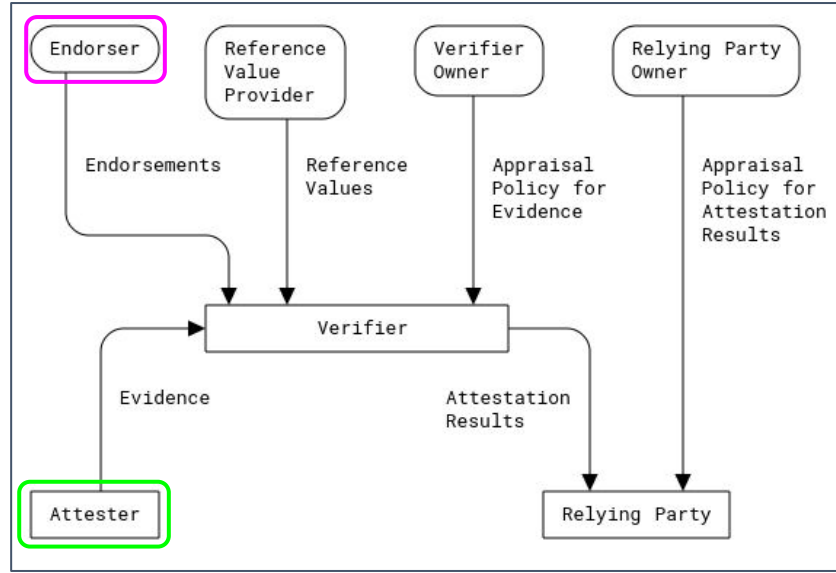 Endorser
Reference
Value
Provider
Verifier
Owner
Relying Party
Owner
Endorsements
Reference
Values
Appraisal
Policy for
Evidence
Appraisal
Policy for
Attestation
Results
Verifier
Evidence
Attestation
Results
Attester
Relying Party